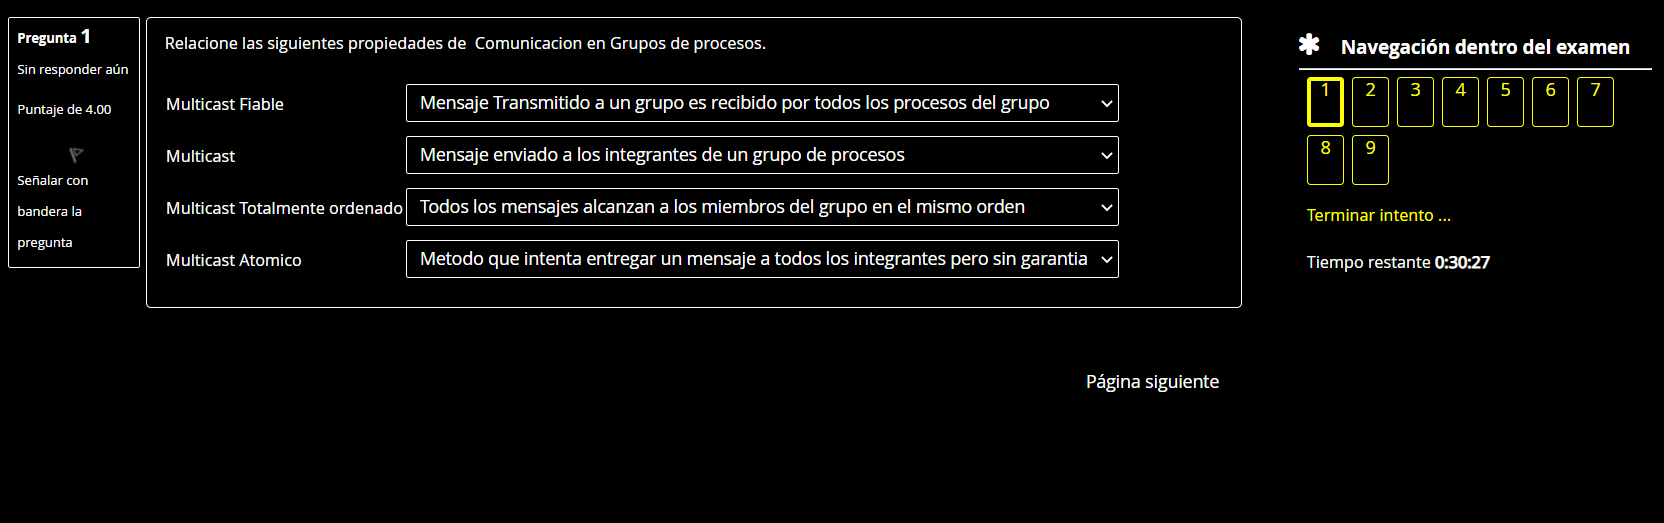 Pregunta 1
Sin responder aún
Puntaje de 4.00
Señalar con
bandera la
pregunta
Relacione las siguientes propiedades de  Comunicacion en Grupos de procesos.
Multicast Fiable
Mensaje Transmitido a un grupo es recibido por todos los procesos del grupo
Multicast
Mensaje enviado a los integrantes de un grupo de procesos
Multicast Totalmente ordenado
Todos los mensajes alcanzan a los miembros del grupo en el mismo orden
Multicast Atomico
Metodo que intenta entregar un mensaje a todos los integrantes pero sin garantia
Página siguiente
Navegación dentro del examen
1 2 3 4 5 6 7
8 9
Terminar intento ...
Tiempo restante 0:30:27